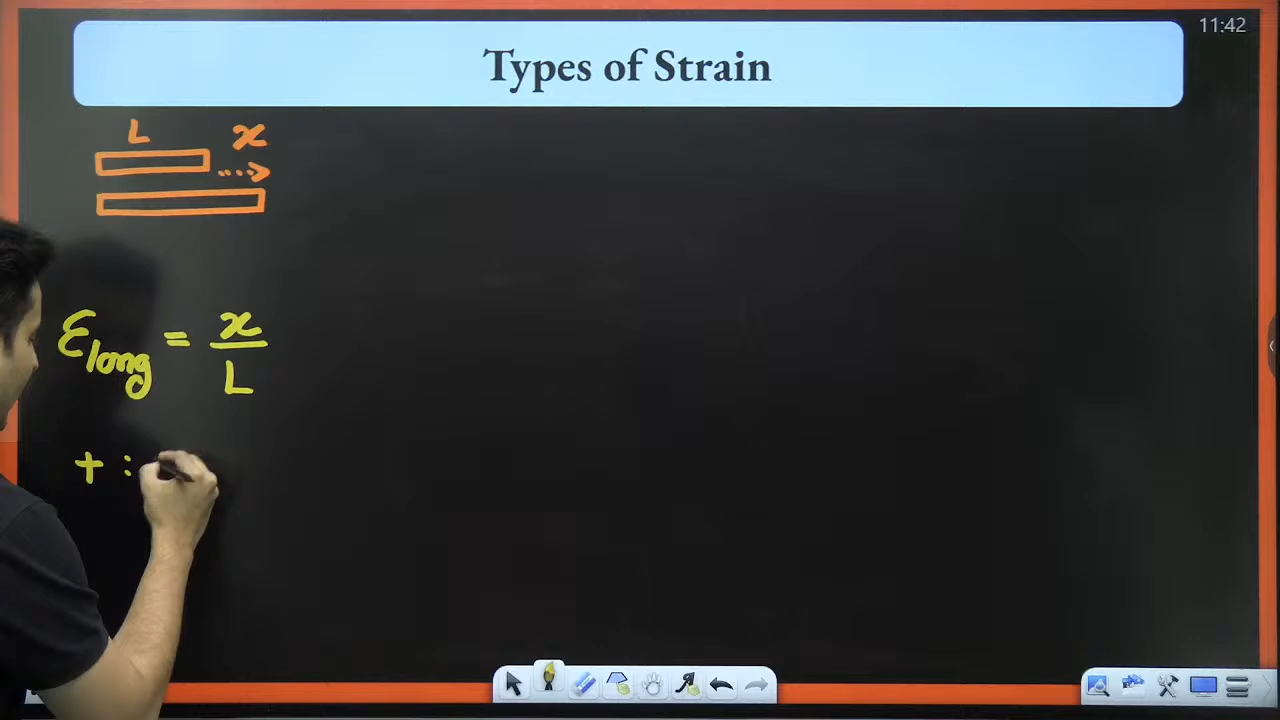 11:42
Types of Strain
L x
ε_long = x/L
+ :